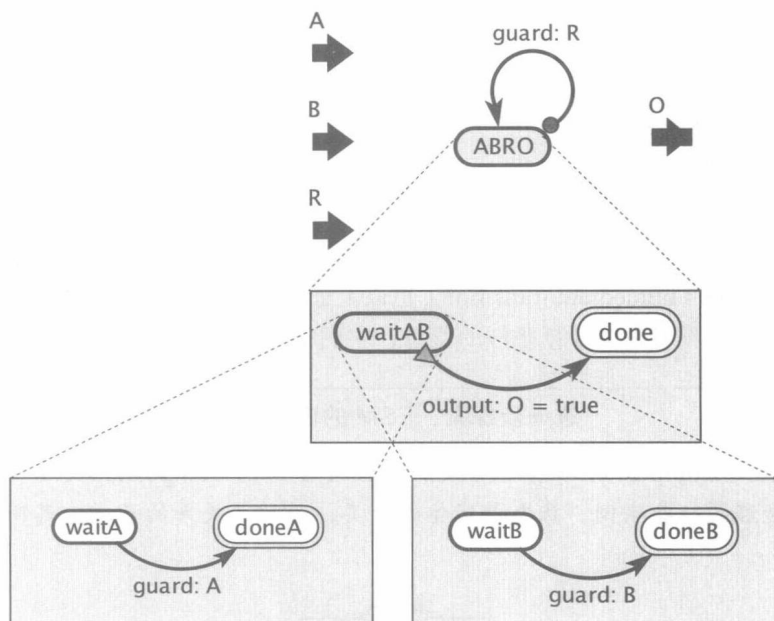 A
guard: R
B
O
ABRO
R
waitAB
done
output: O = true
waitA
doneA
guard: A
waitB
doneB
guard: B